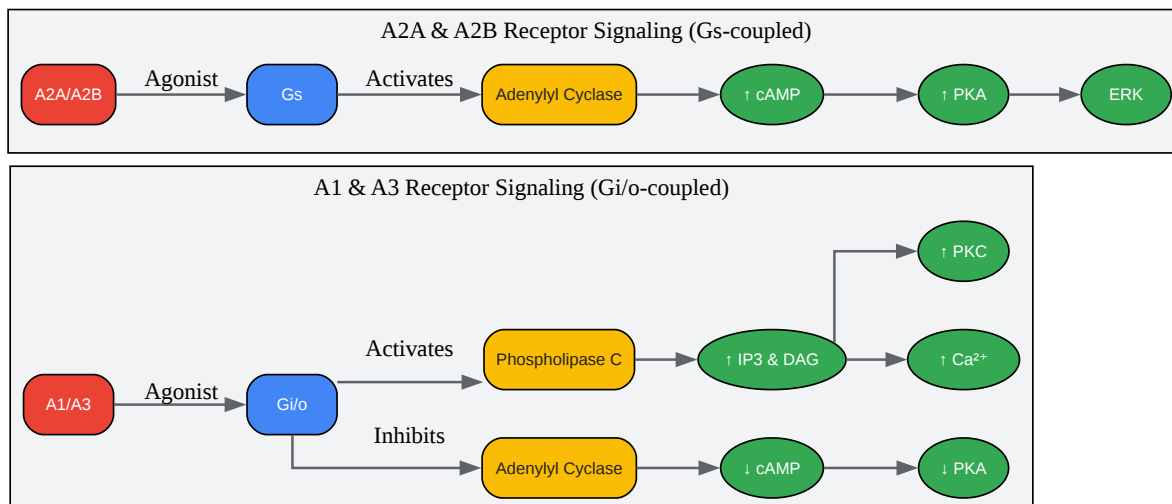 A2A & A2B Receptor Signaling (Gs-coupled)
A2A/A2B
Agonist
Gs
Activates
Adenylyl Cyclase
↑ cAMP
↑ PKA
ERK
A1 & A3 Receptor Signaling (Gi/o-coupled)
↑ PKC
Activates
Phospholipase C
↑ IP3 & DAG
↑ Ca²⁺
A1/A3
Agonist
Gi/o
Inhibits
Adenylyl Cyclase
↓ cAMP
↓ PKA